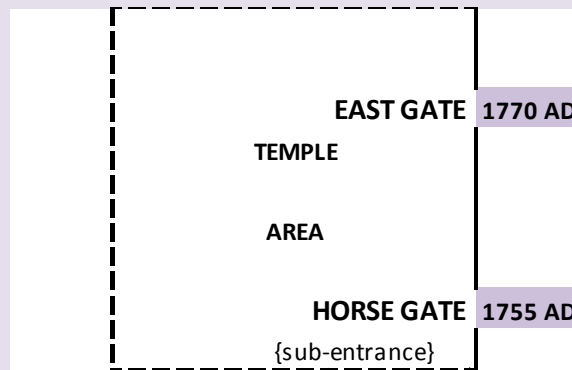 EAST GATE 1770 AD
TEMPLE
AREA
HORSE GATE 1755 AD
{sub-entrance}